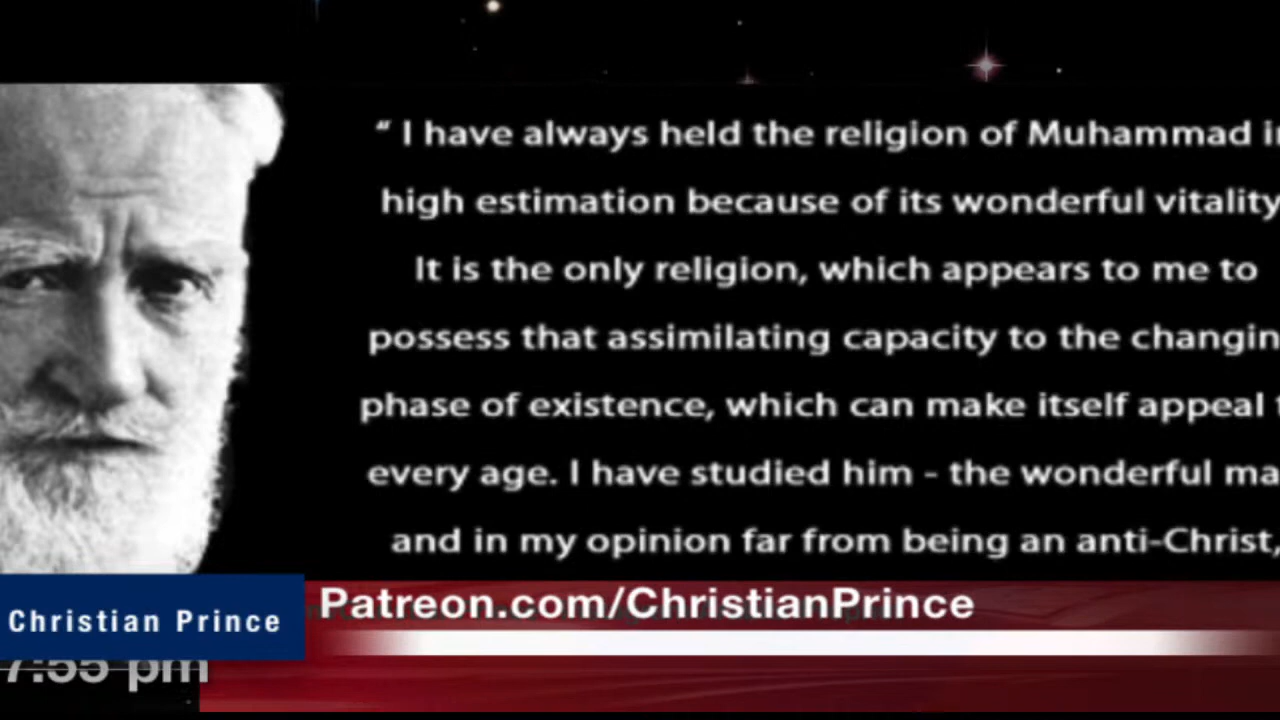 “ I have always held the religion of Muhammad i
high estimation because of its wonderful vitality
It is the only religion, which appears to me to
possess that assimilating capacity to the changin
phase of existence, which can make itself appeal
every age. I have studied him - the wonderful ma
and in my opinion far from being an anti-Christ,
Patreon.com/ChristianPrince
Christian Prince
7:55 pm